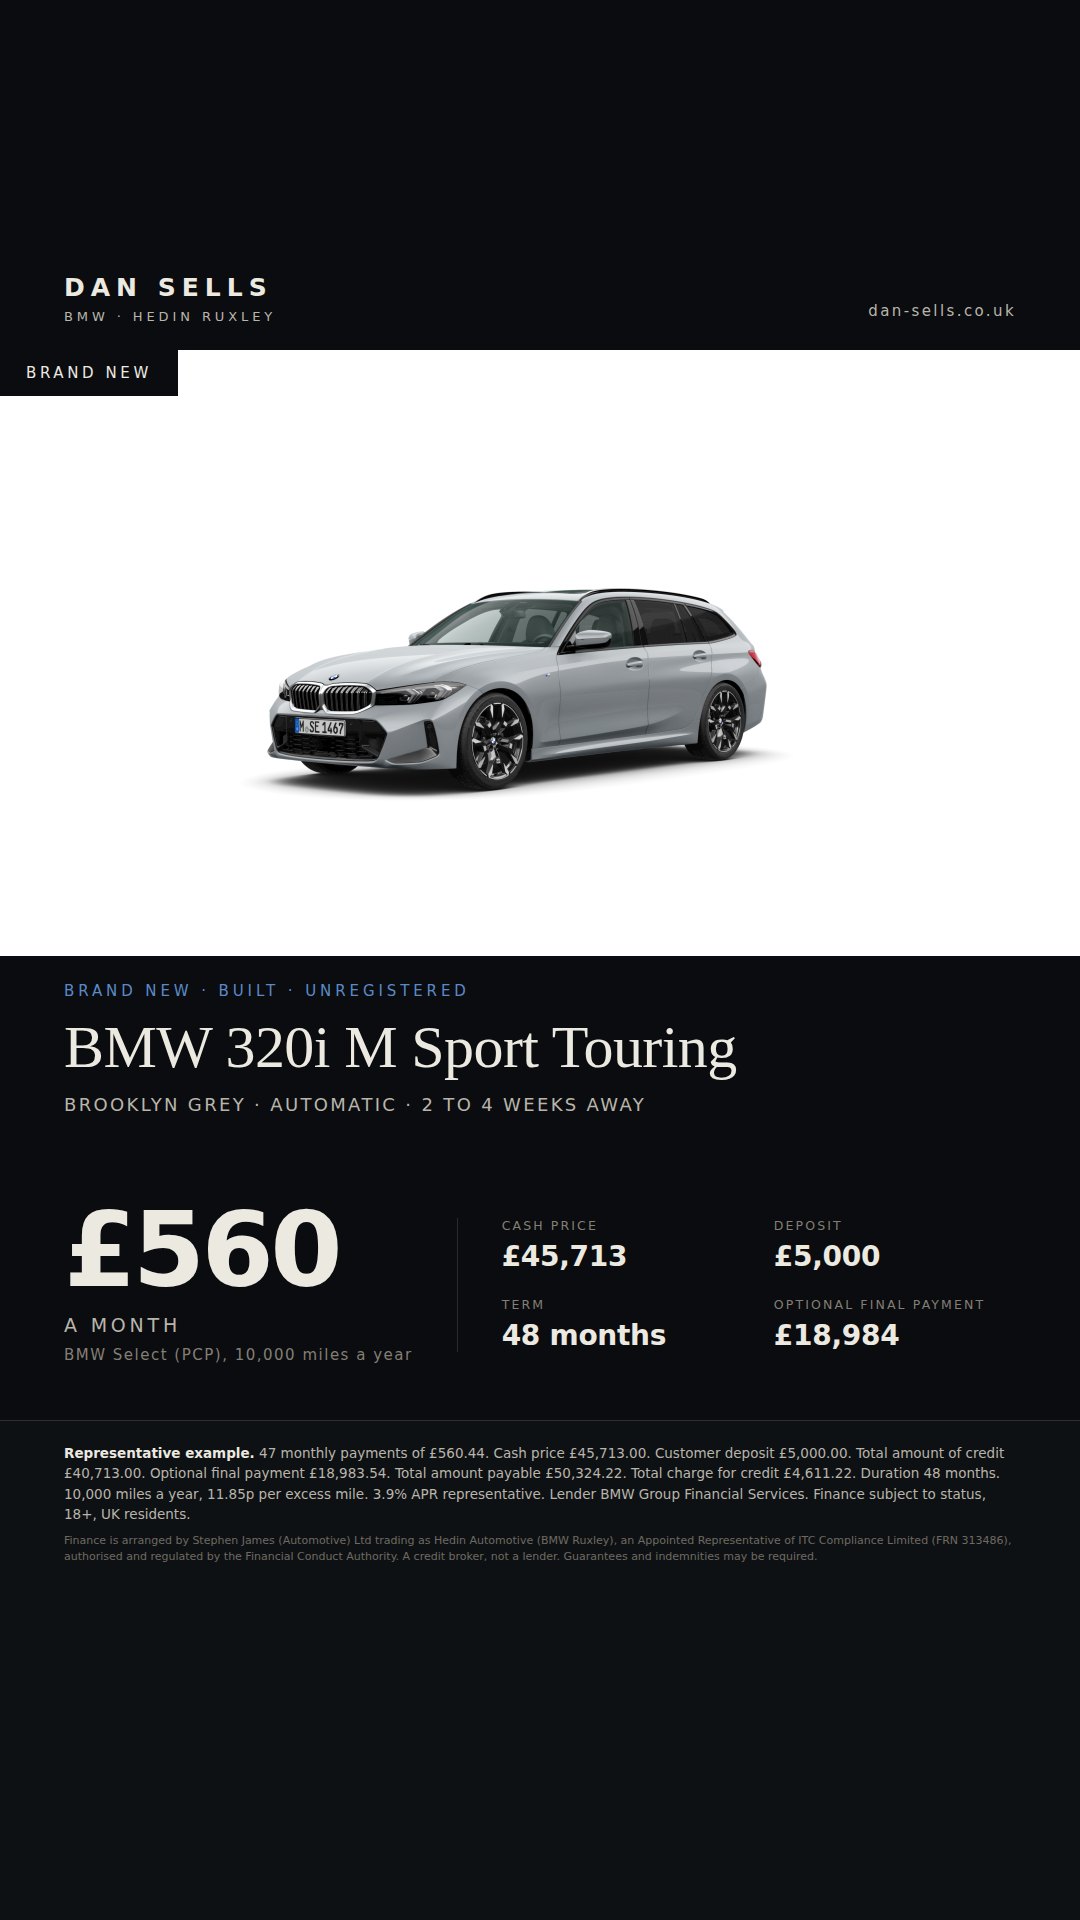 DAN SELLS
BMW · HEDIN RUXLEY
dan-sells.co.uk
BRAND NEW
M·SE 1467
BRAND NEW · BUILT · UNREGISTERED
BMW 320i M Sport Touring
BROOKLYN GREY · AUTOMATIC · 2 TO 4 WEEKS AWAY
£560
A MONTH
BMW Select (PCP), 10,000 miles a year
CASH PRICE
£45,713
DEPOSIT
£5,000
TERM
48 months
OPTIONAL FINAL PAYMENT
£18,984
Representative example. 47 monthly payments of £560.44. Cash price £45,713.00. Customer deposit £5,000.00. Total amount of credit
£40,713.00. Optional final payment £18,983.54. Total amount payable £50,324.22. Total charge for credit £4,611.22. Duration 48 months.
10,000 miles a year, 11.85p per excess mile. 3.9% APR representative. Lender BMW Group Financial Services. Finance subject to status,
18+, UK residents.
Finance is arranged by Stephen James (Automotive) Ltd trading as Hedin Automotive (BMW Ruxley), an Appointed Representative of ITC Compliance Limited (FRN 313486),
authorised and regulated by the Financial Conduct Authority. A credit broker, not a lender. Guarantees and indemnities may be required.